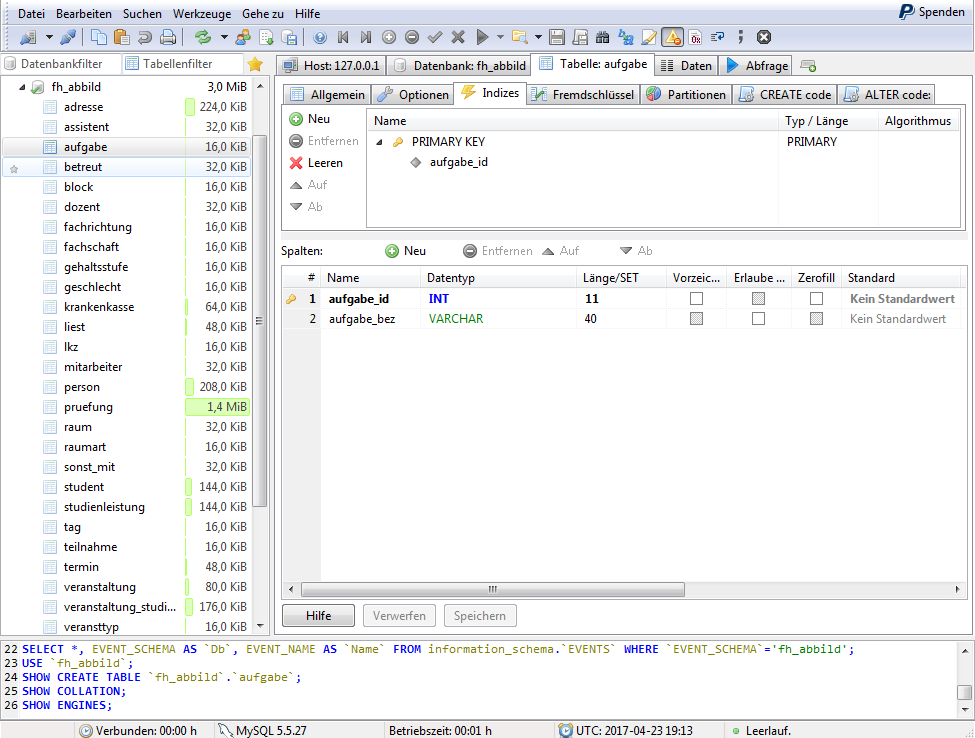 Datei Bearbeiten Suchen Werkzeuge Gehe zu Hilfe Spenden
Datenbankfilter Tabellenfilter Host: 127.0.0.1 Datenbank: fh_abbild Tabelle: aufgabe Daten Abfrage
fh_abbild 3,0 MiB
adresse 224,0 KiB
assistent 32,0 KiB
aufgabe 16,0 KiB
betreut 32,0 KiB
block 16,0 KiB
dozent 32,0 KiB
fachrichtung 16,0 KiB
fachschaft 16,0 KiB
gehaltsstufe 16,0 KiB
geschlecht 16,0 KiB
krankenkasse 64,0 KiB
liest 48,0 KiB
lkz 16,0 KiB
mitarbeiter 32,0 KiB
person 208,0 KiB
pruefung 1,4 MiB
raum 32,0 KiB
raumart 16,0 KiB
sonst_mit 32,0 KiB
student 144,0 KiB
studienleistung 144,0 KiB
tag 16,0 KiB
teilnahme 16,0 KiB
termin 48,0 KiB
veranstaltung 80,0 KiB
veranstaltung_studi... 176,0 KiB
veransttyp 16,0 KiB
Allgemein Optionen Indizes Fremdschlüssel Partitionen CREATE code ALTER code:
Neu
Entfernen
Leeren
Auf
Ab
Name Typ / Länge Algorithmus
PRIMARY KEY PRIMARY
aufgabe_id
Spalten: Neu Entfernen Auf Ab
# Name Datentyp Länge/SET Vorzeic... Erlaube ... Zerofill Standard
1 aufgabe_id INT 11 Kein Standardwert
2 aufgabe_bez VARCHAR 40 Kein Standardwert
Hilfe Verwerfen Speichern
22 SELECT *, EVENT_SCHEMA AS `Db`, EVENT_NAME AS `Name` FROM information_schema.`EVENTS` WHERE `EVENT_SCHEMA`='fh_abbild';
23 USE `fh_abbild`;
24 SHOW CREATE TABLE `fh_abbild`.`aufgabe`;
25 SHOW COLLATION;
26 SHOW ENGINES;
Verbunden: 00:00 h MySQL 5.5.27 Betriebszeit: 00:01 h UTC: 2017-04-23 19:13 Leerlauf.